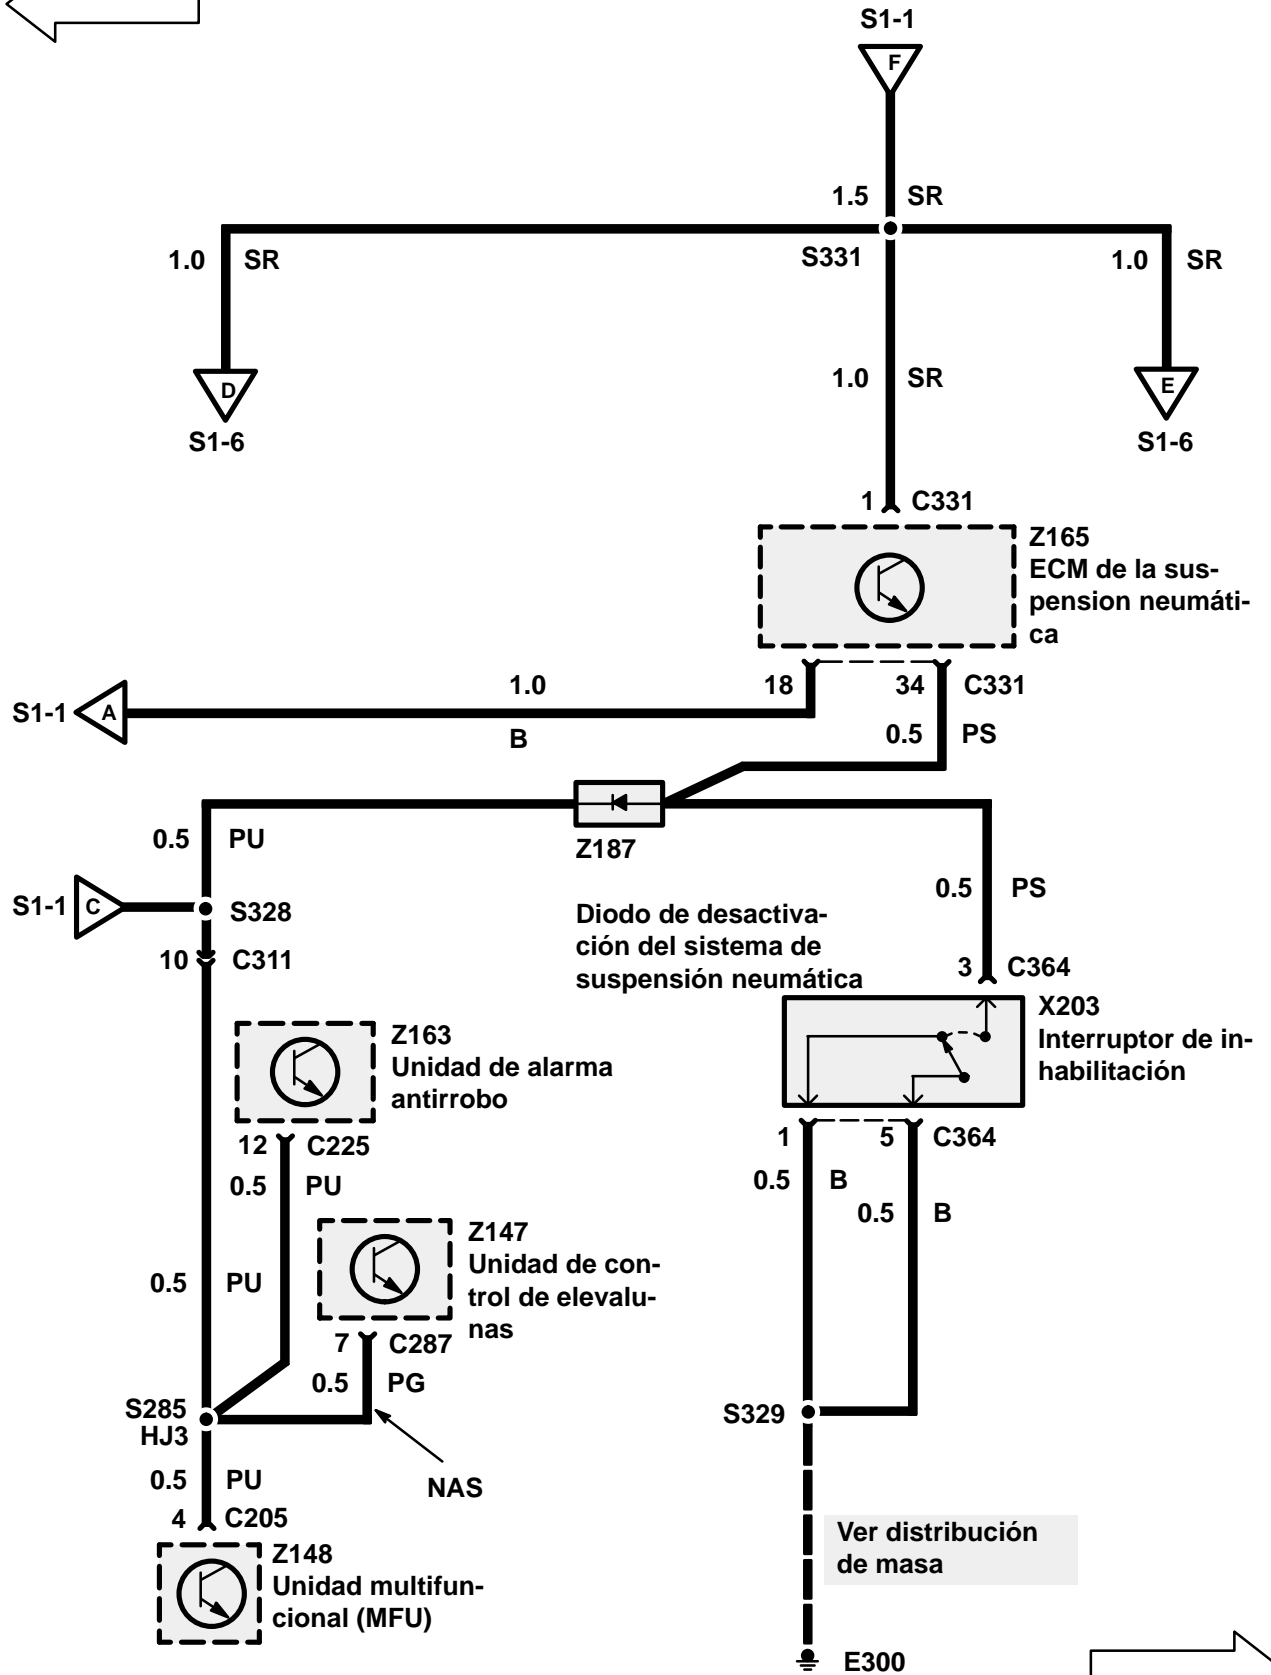 S1-1
F
1.5 SR
S331
1.0 SR
1.0 SR
1.0 SR
D
S1-6
E
S1-6
1 C331
Z165
ECM de la sus-
pension neumáti-
ca
18
34 C331
S1-1 A
1.0
B
0.5 PS
Z187
Diodo de desactiva-
ción del sistema de
suspensión neumática
0.5 PU
S1-1 C
S328
10 C311
0.5 PS
3 C364
X203
Interruptor de in-
habilitación
Z163
Unidad de alarma
antirrobo
12 C225
0.5 PU
1
5 C364
0.5 B
0.5 B
Z147
Unidad de con-
trol de elevalu-
nas
0.5 PU
7 C287
0.5 PG
S285
HJ3
NAS
S329
0.5 PU
4 C205
Z148
Unidad multifun-
cional (MFU)
Ver distribución
de masa
E300